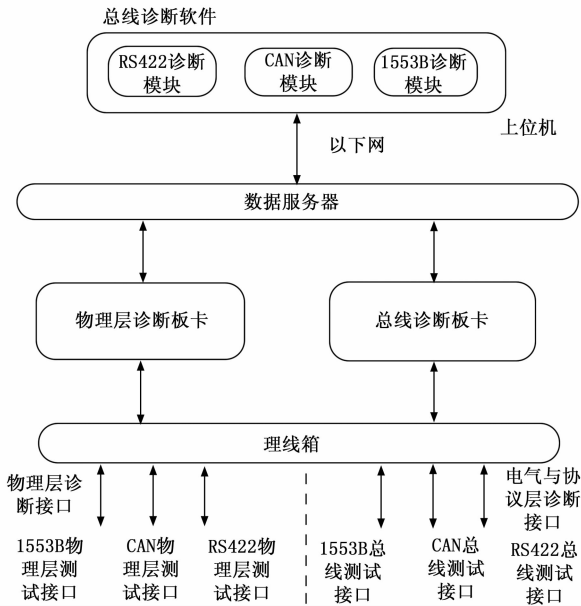 总线诊断软件
RS422诊断
模块
CAN诊断
模块
1553B诊断
模块
上位机
以下网
数据服务器
物理层诊断板卡
总线诊断板卡
理线箱
物理层诊
断接口
电气与协
议层诊断
接口
1553B物
理层测
试接口
CAN物
理层测
试接口
RS422物
理层测
试接口
1553B总
线测试
接口
CAN总
线测试
接口
RS422总
线测试
接口